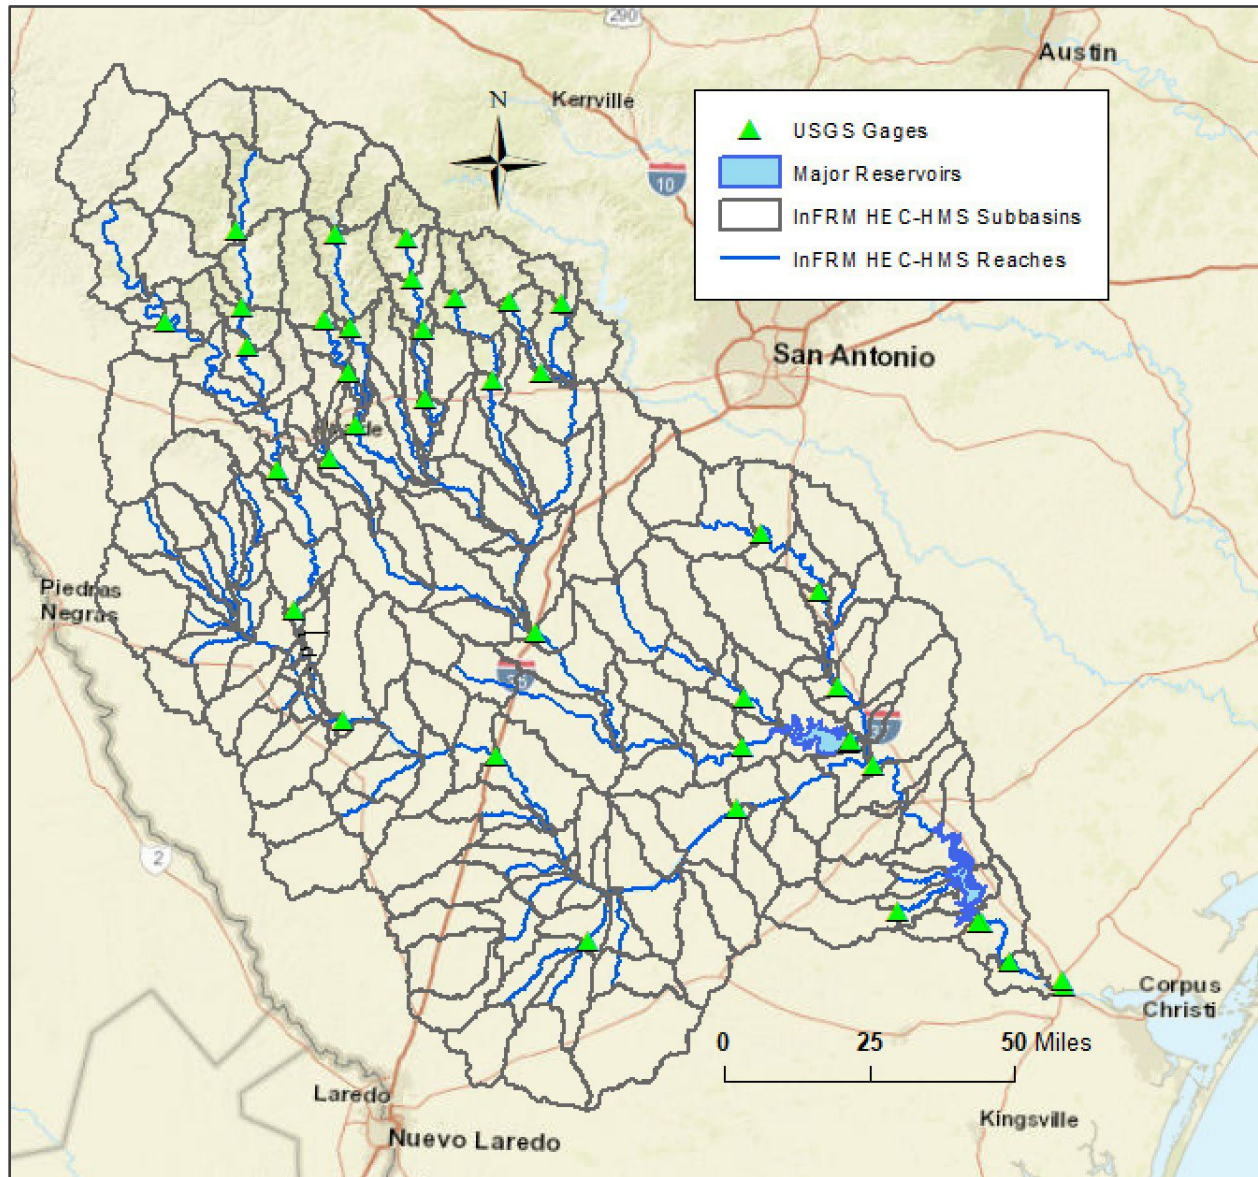 290
Austin
Kerrville
N
10
USGS Gages
Major Reservoirs
InFRM HEC-HMS Subbasins
InFRM HEC-HMS Reaches
San Antonio
Piedras
Negras
35
37
2
Corpus
Christi
0 25 50 Miles
Laredo
Kingsville
Nuevo Laredo